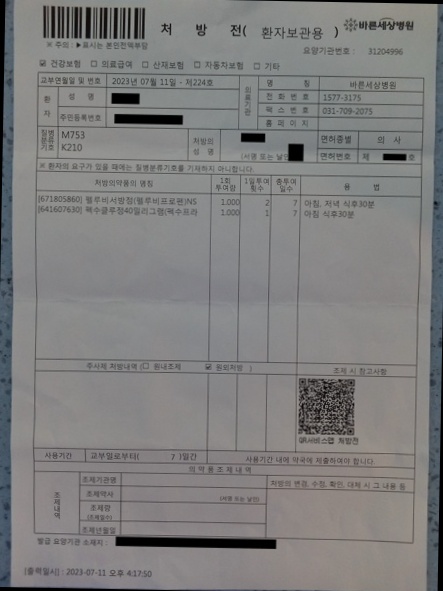 처 방 전( 환자보관용 )
바른세상병원
※ 주의 : ▶표시는 본인전액부담
요양기관번호 : 31204996
☑ 건강보험 ☐ 의료급여 ☐ 산재보험 ☐ 자동차보험 ☐ 기타
교부연월일 및 번호 2023년 07월 11일 - 제224호 의료기관 명 칭 바른세상병원
환자 성 명 전 화 번 호 1577-3175
팩 스 번 호 031-709-2075
주민등록번호 홈 페 이 지
질병분류기호 M753 K210 처방의 성 명 (서명 또는 날인) 면허종별 의 사
면허번호 제 호
※ 환자의 요구가 있을 때에는 질병분류기호를 기재하지 아니합니다.
처방의약품의 명칭 1회투여량 1일투여횟수 총투여일수 용 법
[671805860] 펠루비서방정(펠루비프로펜)NS 1.000 2 7 아침, 저녁 식후30분
[641607630] 펙수클루정40밀리그램(펙수프라 1.000 1 7 아침 식후30분
주사제 처방내역 (☐ 원내조제 ☑ 원외처방 ) 조제 시 참고사항
QR서비스맵 처방전
사용기간 교부일로부터( 7 )일간 사용기간 내에 약국에 제출하여야 합니다.
의 약 품 조 제 내 역
조제내역 조제기관명 처방의 변경, 수정, 확인, 대체 시 그 내용 등
조제약사 (서명 또는 날인)
조제량 (조제일수)
조제년월일
발급 요양기관 소재지 :
[출력일시] : 2023-07-11 오후 4:17:50